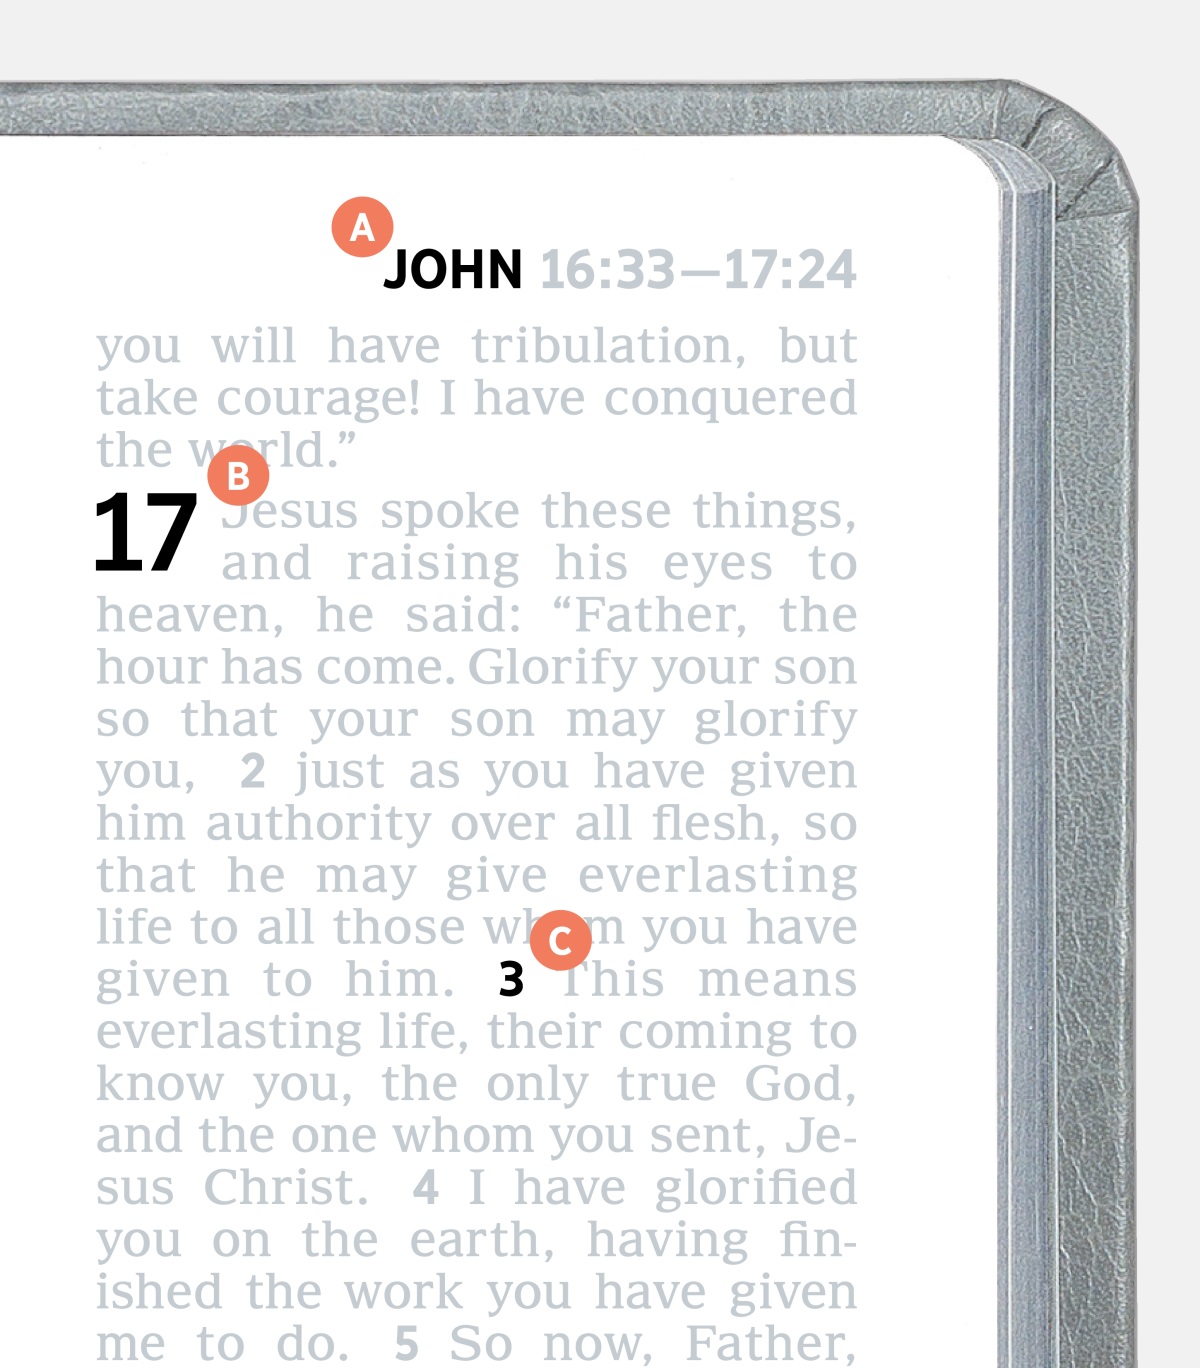 A
JOHN 16:33—17:24
you will have tribulation, but
take courage! I have conquered
the world.”
B
17 Jesus spoke these things,
and raising his eyes to
heaven, he said: “Father, the
hour has come. Glorify your son
so that your son may glorify
you, 2 just as you have given
him authority over all flesh, so
that he may give everlasting
life to all those whom you have
C
given to him. 3 This means
everlasting life, their coming to
know you, the only true God,
and the one whom you sent, Je-
sus Christ. 4 I have glorified
you on the earth, having fin-
ished the work you have given
me to do. 5 So now, Father,